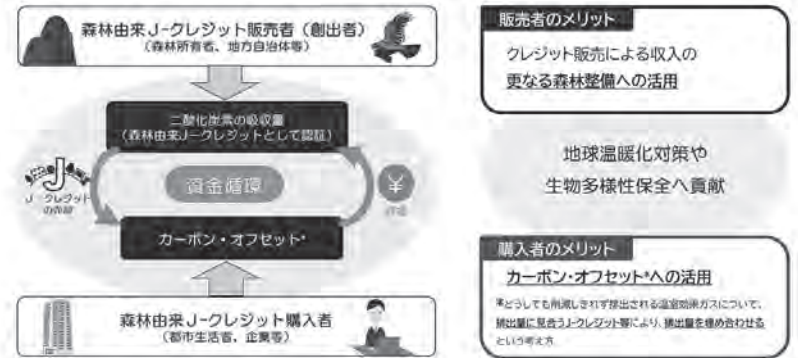 森林由来J-クレジット販売者（創出者）
（森林所有者、地方自治体等）
二酸化炭素の吸収量
（森林由来J-クレジットとして認証）
資金循環
J-クレジット
¥
カーボン・オフセット*
森林由来J-クレジット購入者
（都市生活者、企業等）
販売者のメリット
クレジット販売による収入の
更なる森林整備への活用
地球温暖化対策や
生物多様性保全へ貢献
購入者のメリット
カーボン・オフセット*への活用
*どうしても削減しきれず排出される温室効果ガスについて、
排出量に見合うJ-クレジット等により、排出量を埋め合わせる
という考え方